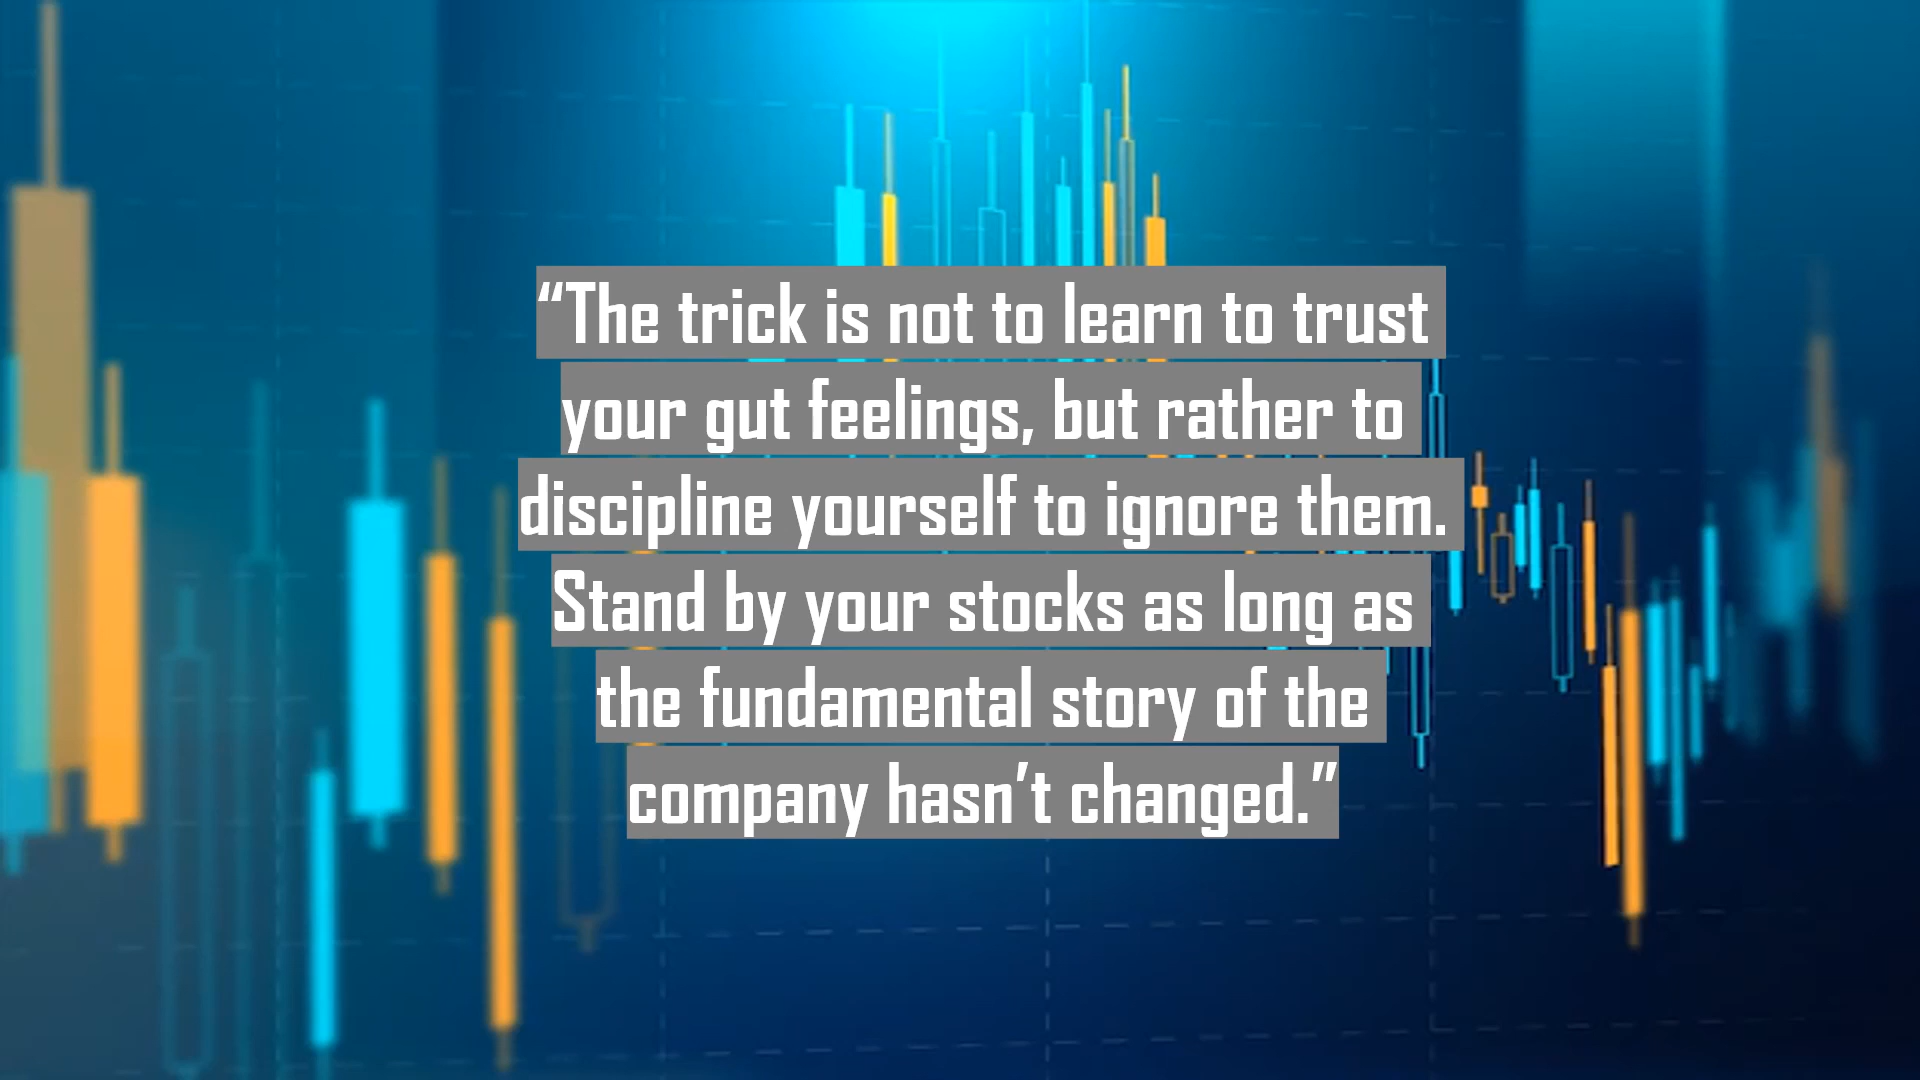 “The trick is not to learn to trust
your gut feelings, but rather to
discipline yourself to ignore them.
Stand by your stocks as long as
the fundamental story of the
company hasn’t changed.”